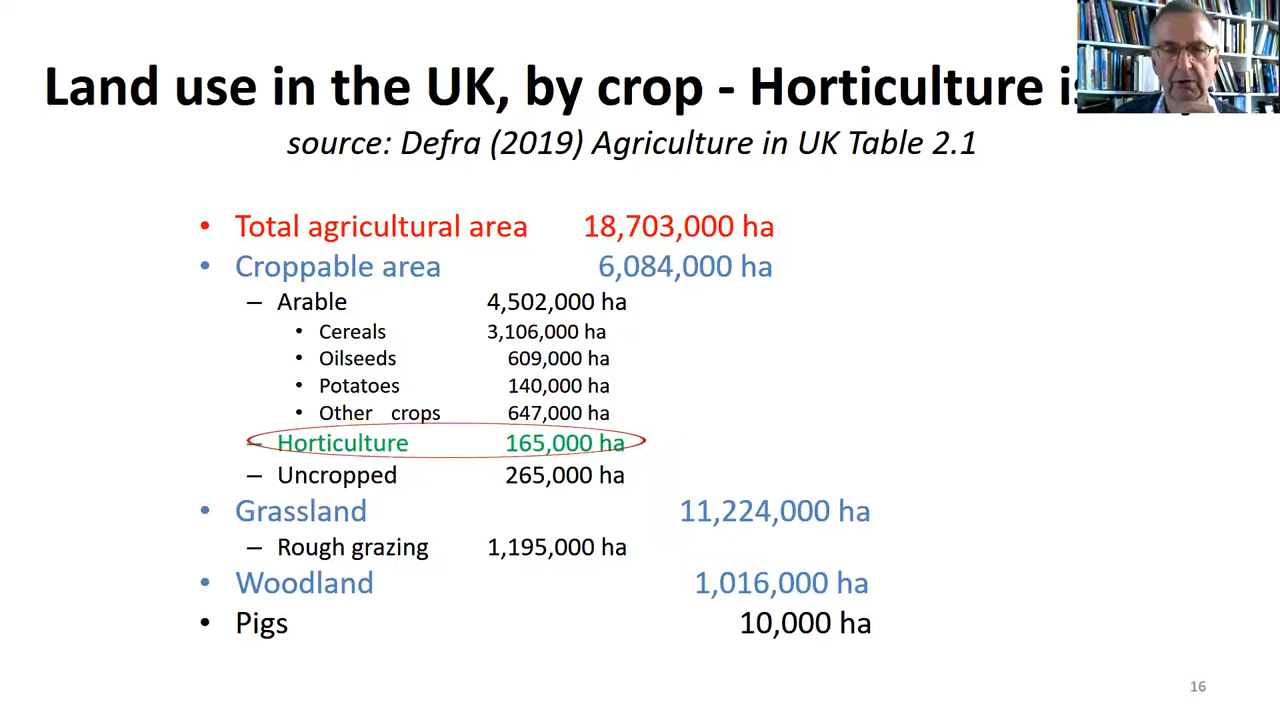 Land use in the UK, by crop - Horticulture is
source: Defra (2019) Agriculture in UK Table 2.1
• Total agricultural area 18,703,000 ha
• Croppable area 6,084,000 ha
– Arable 4,502,000 ha
• Cereals 3,106,000 ha
• Oilseeds 609,000 ha
• Potatoes 140,000 ha
• Other crops 647,000 ha
– Horticulture 165,000 ha
– Uncropped 265,000 ha
• Grassland 11,224,000 ha
– Rough grazing 1,195,000 ha
• Woodland 1,016,000 ha
• Pigs 10,000 ha
16